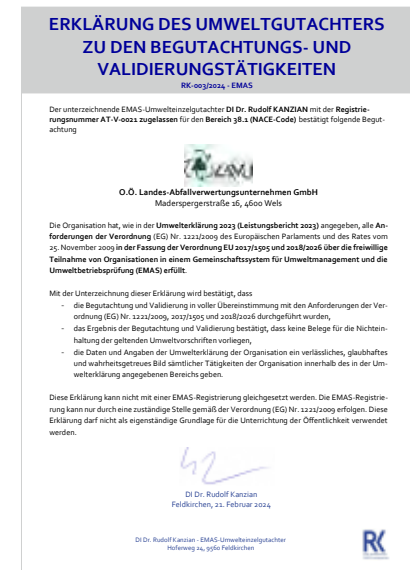 ERKLÄRUNG DES UMWELTGUTACHTERS
ZU DEN BEGUTACHTUNGS- UND
VALIDIERUNGSTÄTIGKEITEN
RK-003/2024 - EMAS
Der unterzeichnende EMAS-Umwelteinzelgutachter DI Dr. Rudolf KANZIAN mit der Registrie-
rungsnummer AT-V-0021 zugelassen für den Bereich 38.1 (NACE-Code) bestätigt folgende Begut-
achtung
O.Ö. Landes-Abfallverwertungsunternehmen GmbH
Maderspergerstraße 16, 4600 Wels
Die Organisation hat, wie in der Umwelterklärung 2023 (Leistungsbericht 2023) angegeben, alle An-
forderungen der Verordnung (EG) Nr. 1221/2009 des Europäischen Parlaments und des Rates vom
25. November 2009 in der Fassung der Verordnung EU 2017/1505 und 2018/2026 über die freiwillige
Teilnahme von Organisationen in einem Gemeinschaftssystem für Umweltmanagement und die
Umweltbetriebsprüfung (EMAS) erfüllt.
Mit der Unterzeichnung dieser Erklärung wird bestätigt, dass
- die Begutachtung und Validierung in voller Übereinstimmung mit den Anforderungen der Ver-
ordnung (EG) Nr. 1221/2009, 2017/1505 und 2018/2026 durchgeführt wurden,
- das Ergebnis der Begutachtung und Validierung bestätigt, dass keine Belege für die Nichtein-
haltung der geltenden Umweltvorschriften vorliegen,
- die Daten und Angaben der Umwelterklärung der Organisation ein verlässliches, glaubhaftes
und wahrheitsgetreues Bild sämtlicher Tätigkeiten der Organisation innerhalb des in der Um-
welterklärung angegebenen Bereichs geben.
Diese Erklärung kann nicht mit einer EMAS-Registrierung gleichgesetzt werden. Die EMAS-Registrie-
rung kann nur durch eine zuständige Stelle gemäß der Verordnung (EG) Nr. 1221/2009 erfolgen. Diese
Erklärung darf nicht als eigenständige Grundlage für die Unterrichtung der Öffentlichkeit verwendet
werden.
DI Dr. Rudolf Kanzian
Feldkirchen, 21. Februar 2024
DI Dr. Rudolf Kanzian - EMAS-Umwelteinzelgutachter
Hoferweg 24, 9560 Feldkirchen
RK